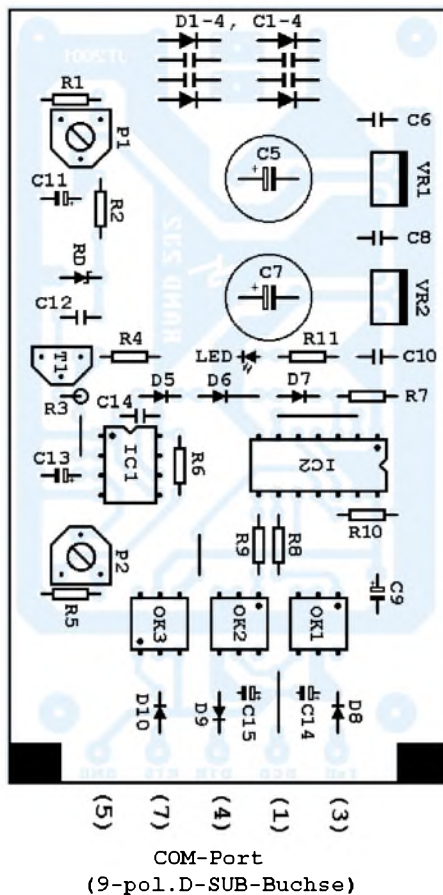 D1-4, C1-4
R1
C6
P1
C5
VR1
C11
R2
C8
RD
C7
VR2
C12
R4
LED
R11
C10
T1
D5
D6
D7
R7
R3
C14
C13
IC1
R6
IC2
R10
P2
R9
R8
R5
C9
OK3
OK2
OK1
D10
D9
C15
C14
D8
(5) (7) (4) (1) (3)
COM-Port
(9-pol.D-SUB-Buchse)